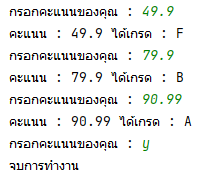 กรอกคะแนนของคุณ : 49.9
คะแนน : 49.9 ได้เกรด : F
กรอกคะแนนของคุณ : 79.9
คะแนน : 79.9 ได้เกรด : B
กรอกคะแนนของคุณ : 90.99
คะแนน : 90.99 ได้เกรด : A
กรอกคะแนนของคุณ : y
จบการทำงาน